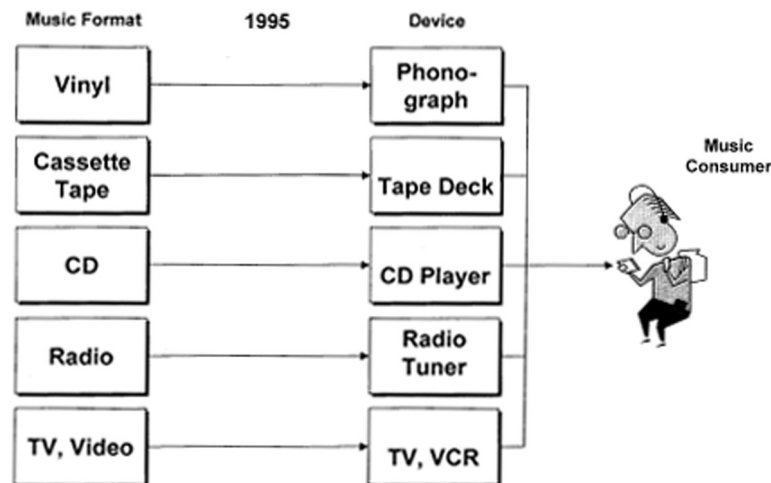 Music Format
1995
Device
Vinyl
Phono-
graph
Music
Consumer
Cassette
Tape
Tape Deck
CD
CD Player
Radio
Radio
Tuner
TV, Video
TV, VCR